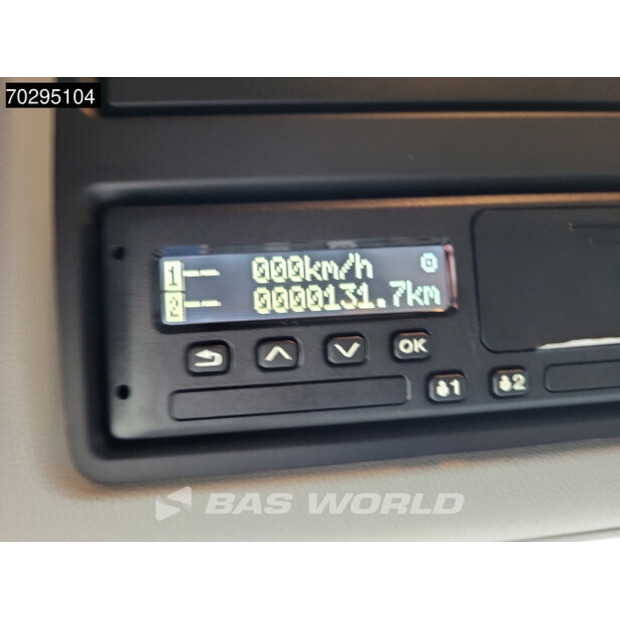 70295104
1-- 000km/h
2-- 0000131.7km
OK
1
2
BAS WORLD